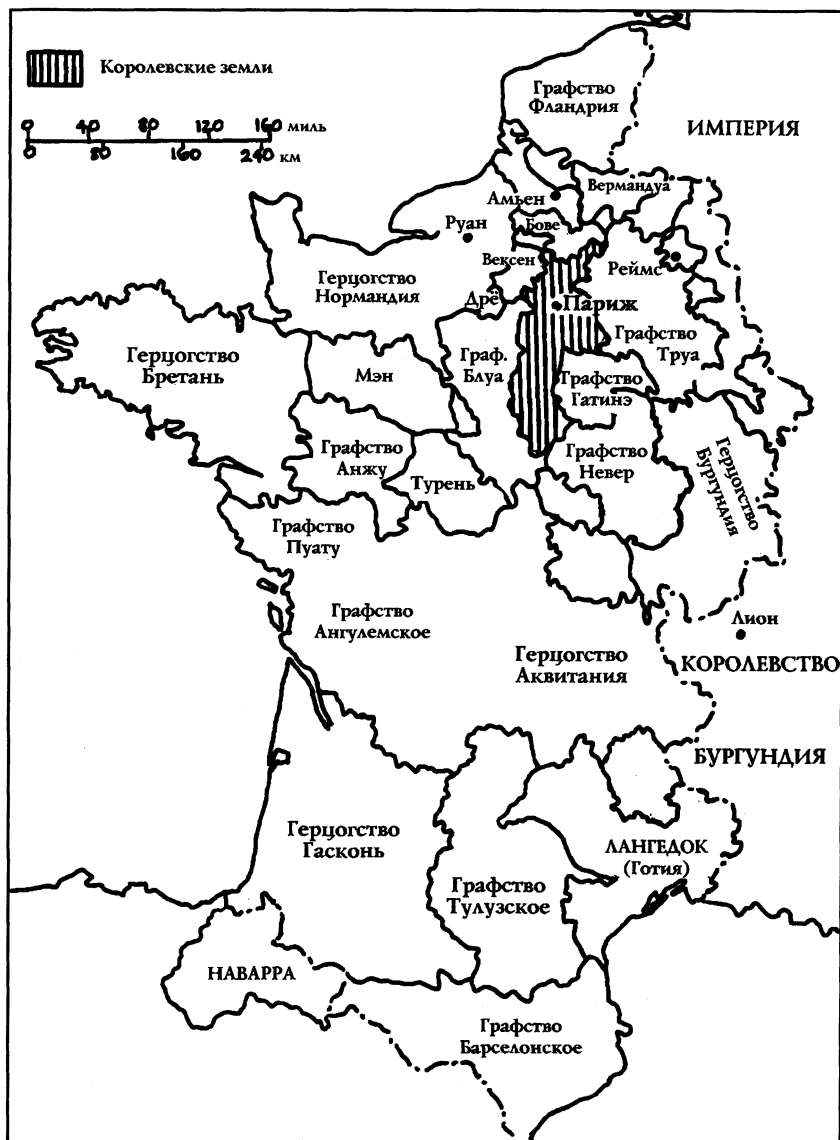 Королевские земли
0 40 80 120 160 миль
0 80 160 240 км
Графство
Фландрия
ИМПЕРИЯ
Вермандуа
Амьен
Бове
Руан
Вексен
Реймс
Герцогство
Нормандия
Дрё
Париж
Графство
Труа
Герцогство
Бретань
Мэн
Граф.
Блуа
Графство
Гатинэ
Графство
Анжу
Турень
Графство
Невер
Герцогство
Бургундия
Графство
Пуату
Графство
Ангулемское
Лион
Герцогство
Аквитания
КОРОЛЕВСТВО
БУРГУНДИЯ
Герцогство
Гасконь
ЛАНГЕДОК
(Готия)
Графство
Тулузское
НАВАРРА
Графство
Барселонское